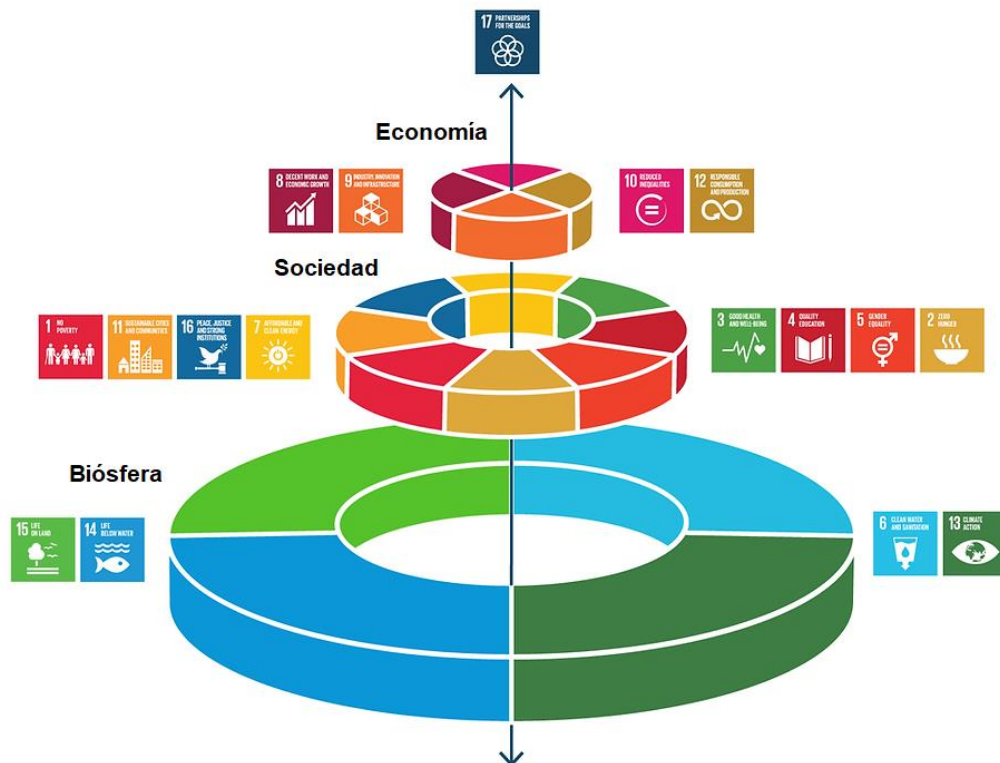 17 PARTNERSHIPS
FOR THE GOALS
Economía
8 DECENT WORK AND
ECONOMIC GROWTH
9 INDUSTRY, INNOVATION
AND INFRASTRUCTURE
10 REDUCED
INEQUALITIES
12 RESPONSIBLE
CONSUMPTION
AND PRODUCTION
Sociedad
1 NO
POVERTY
11 SUSTAINABLE CITIES
AND COMMUNITIES
16 PEACE, JUSTICE
AND STRONG
INSTITUTIONS
7 AFFORDABLE AND
CLEAN ENERGY
3 GOOD HEALTH
AND WELL-BEING
4 QUALITY
EDUCATION
5 GENDER
EQUALITY
2 ZERO
HUNGER
Biósfera
15 LIFE
ON LAND
14 LIFE
BELOW WATER
6 CLEAN WATER
AND SANITATION
13 CLIMATE
ACTION